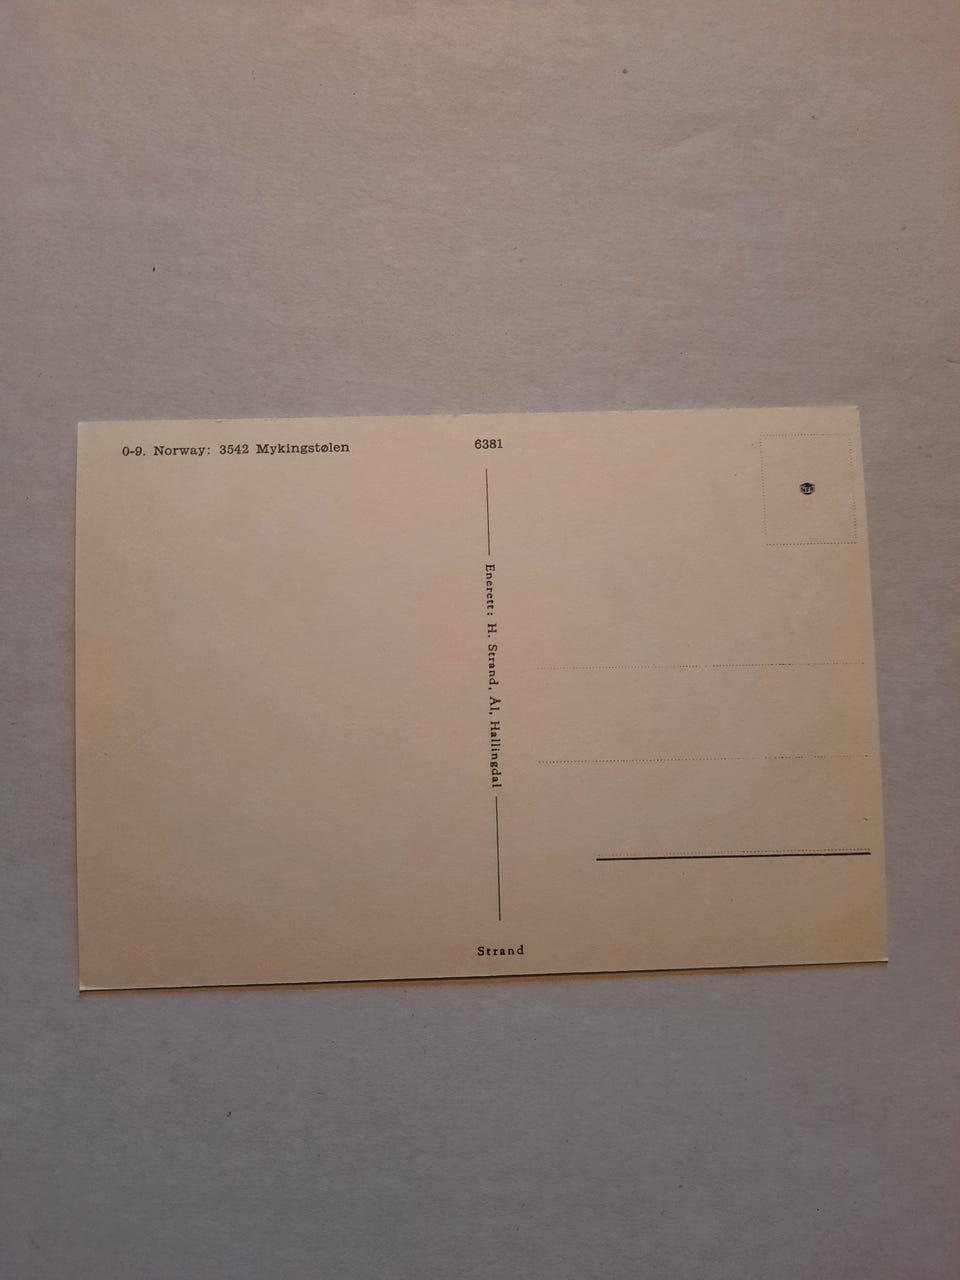 0-9. Norway: 3542 Mykingstølen
6381
Enerett: H. Strand, Ål, Hallingdal
Strand